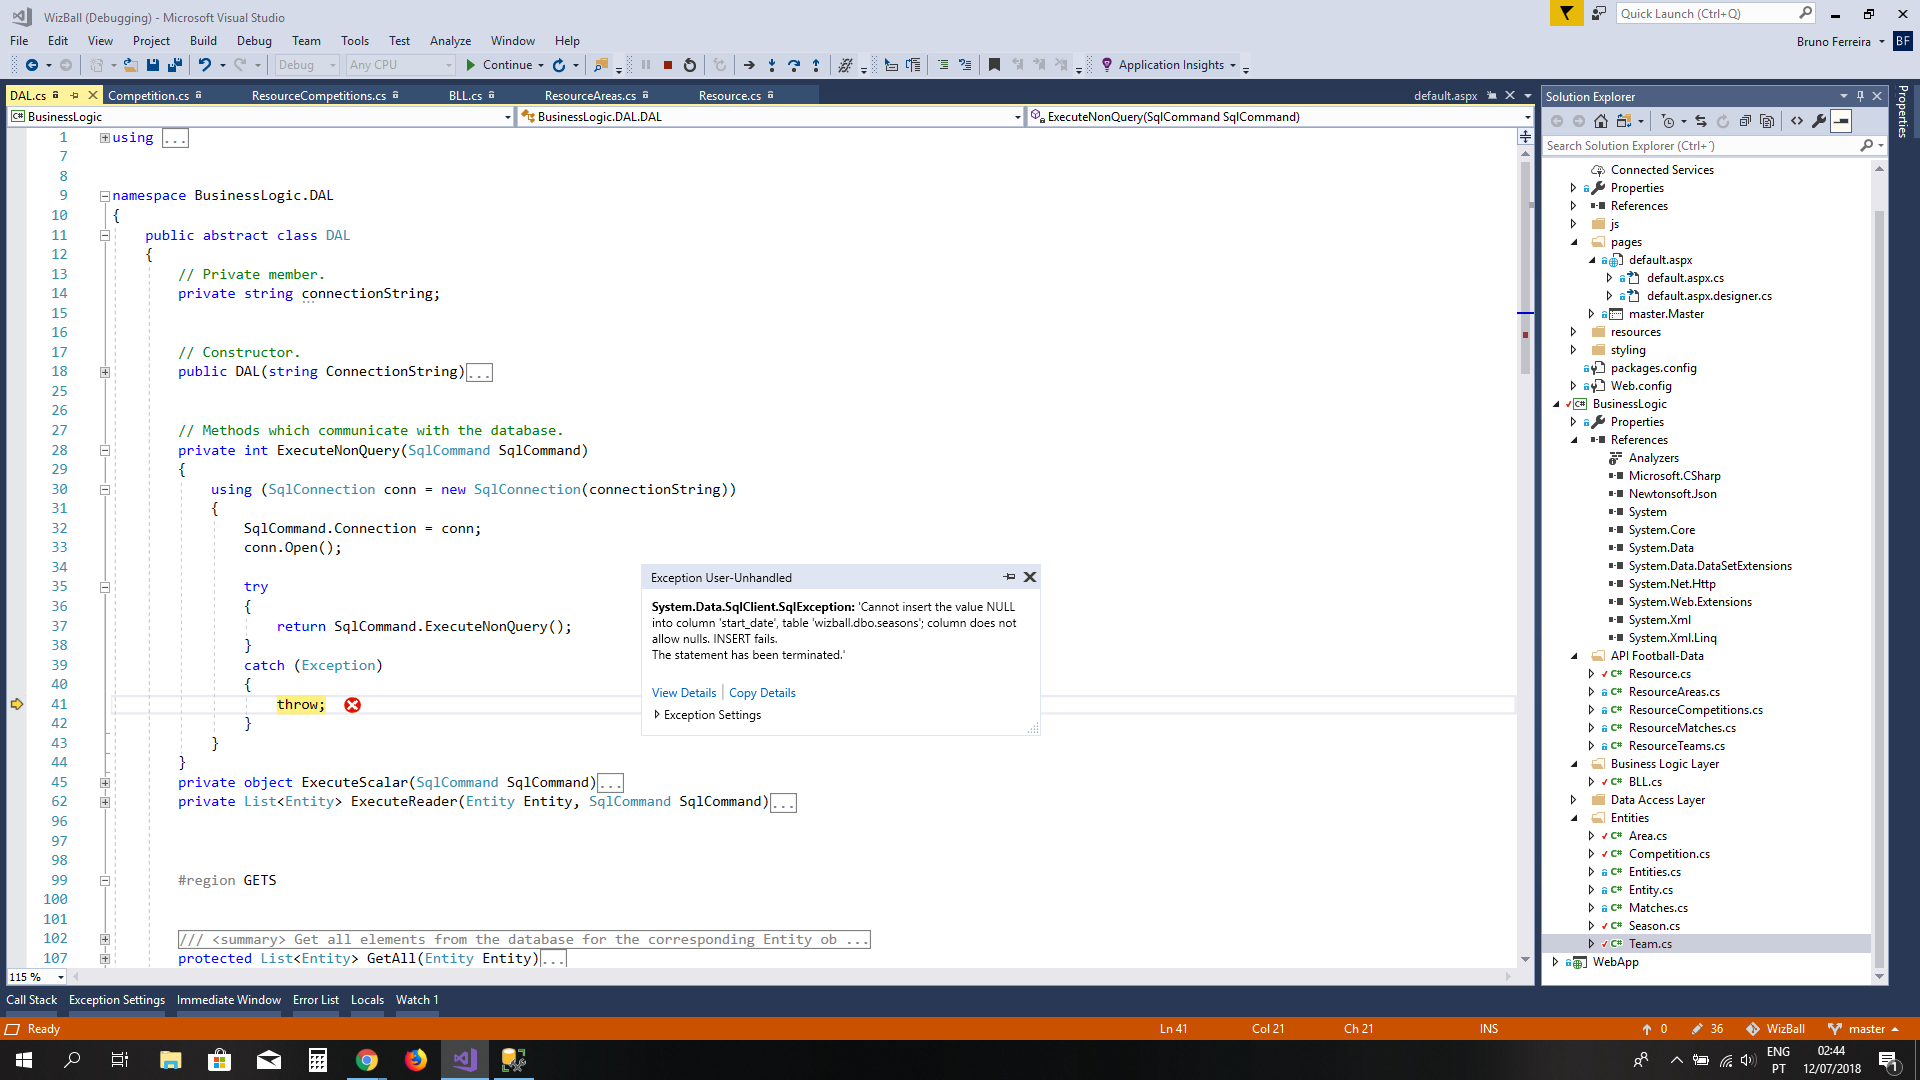 WizBall (Debugging) - Microsoft Visual Studio
Quick Launch (Ctrl+Q)
File Edit View Project Build Debug Team Tools Test Analyze Window Help
Bruno Ferreira BF
Debug Any CPU Continue Application Insights
DAL.cs Competition.cs ResourceCompetitions.cs BLL.cs ResourceAreas.cs Resource.cs default.aspx
BusinessLogic BusinessLogic.DAL.DAL ExecuteNonQuery(SqlCommand SqlCommand)
1 using ...
7
8
9 namespace BusinessLogic.DAL
10 {
11 public abstract class DAL
12 {
13 // Private member.
14 private string connectionString;
15
16
17 // Constructor.
18 public DAL(string ConnectionString)...
25
26
27 // Methods which communicate with the database.
28 private int ExecuteNonQuery(SqlCommand SqlCommand)
29 {
30 using (SqlConnection conn = new SqlConnection(connectionString))
31 {
32 SqlCommand.Connection = conn;
33 conn.Open();
34
35 try
36 {
37 return SqlCommand.ExecuteNonQuery();
38 }
39 catch (Exception)
40 {
41 throw;
42 }
43 }
44 }
45 private object ExecuteScalar(SqlCommand SqlCommand)...
62 private List<Entity> ExecuteReader(Entity Entity, SqlCommand SqlCommand)...
96
97
98
99 #region GETS
100
101
102 /// <summary> Get all elements from the database for the corresponding Entity ob ...
107 protected List<Entity> GetAll(Entity Entity)...
115 %
Exception User-Unhandled
System.Data.SqlClient.SqlException: 'Cannot insert the value NULL
into column 'start_date', table 'wizball.dbo.seasons'; column does not
allow nulls. INSERT fails.
The statement has been terminated.'
View Details Copy Details
Exception Settings
Solution Explorer
Search Solution Explorer (Ctrl+´)
Connected Services
Properties
References
js
pages
default.aspx
default.aspx.cs
default.aspx.designer.cs
master.Master
resources
styling
packages.config
Web.config
C# BusinessLogic
Properties
References
Analyzers
Microsoft.CSharp
Newtonsoft.Json
System
System.Core
System.Data
System.Data.DataSetExtensions
System.Net.Http
System.Web.Extensions
System.Xml
System.Xml.Linq
API Football-Data
C# Resource.cs
C# ResourceAreas.cs
C# ResourceCompetitions.cs
C# ResourceMatches.cs
C# ResourceTeams.cs
Business Logic Layer
C# BLL.cs
Data Access Layer
Entities
C# Area.cs
C# Competition.cs
C# Entities.cs
C# Entity.cs
C# Matches.cs
C# Season.cs
C# Team.cs
WebApp
Properties
Call Stack Exception Settings Immediate Window Error List Locals Watch 1
Ready Ln 41 Col 21 Ch 21 INS 0 36 WizBall master
ENG
PT
02:44
12/07/2018
1